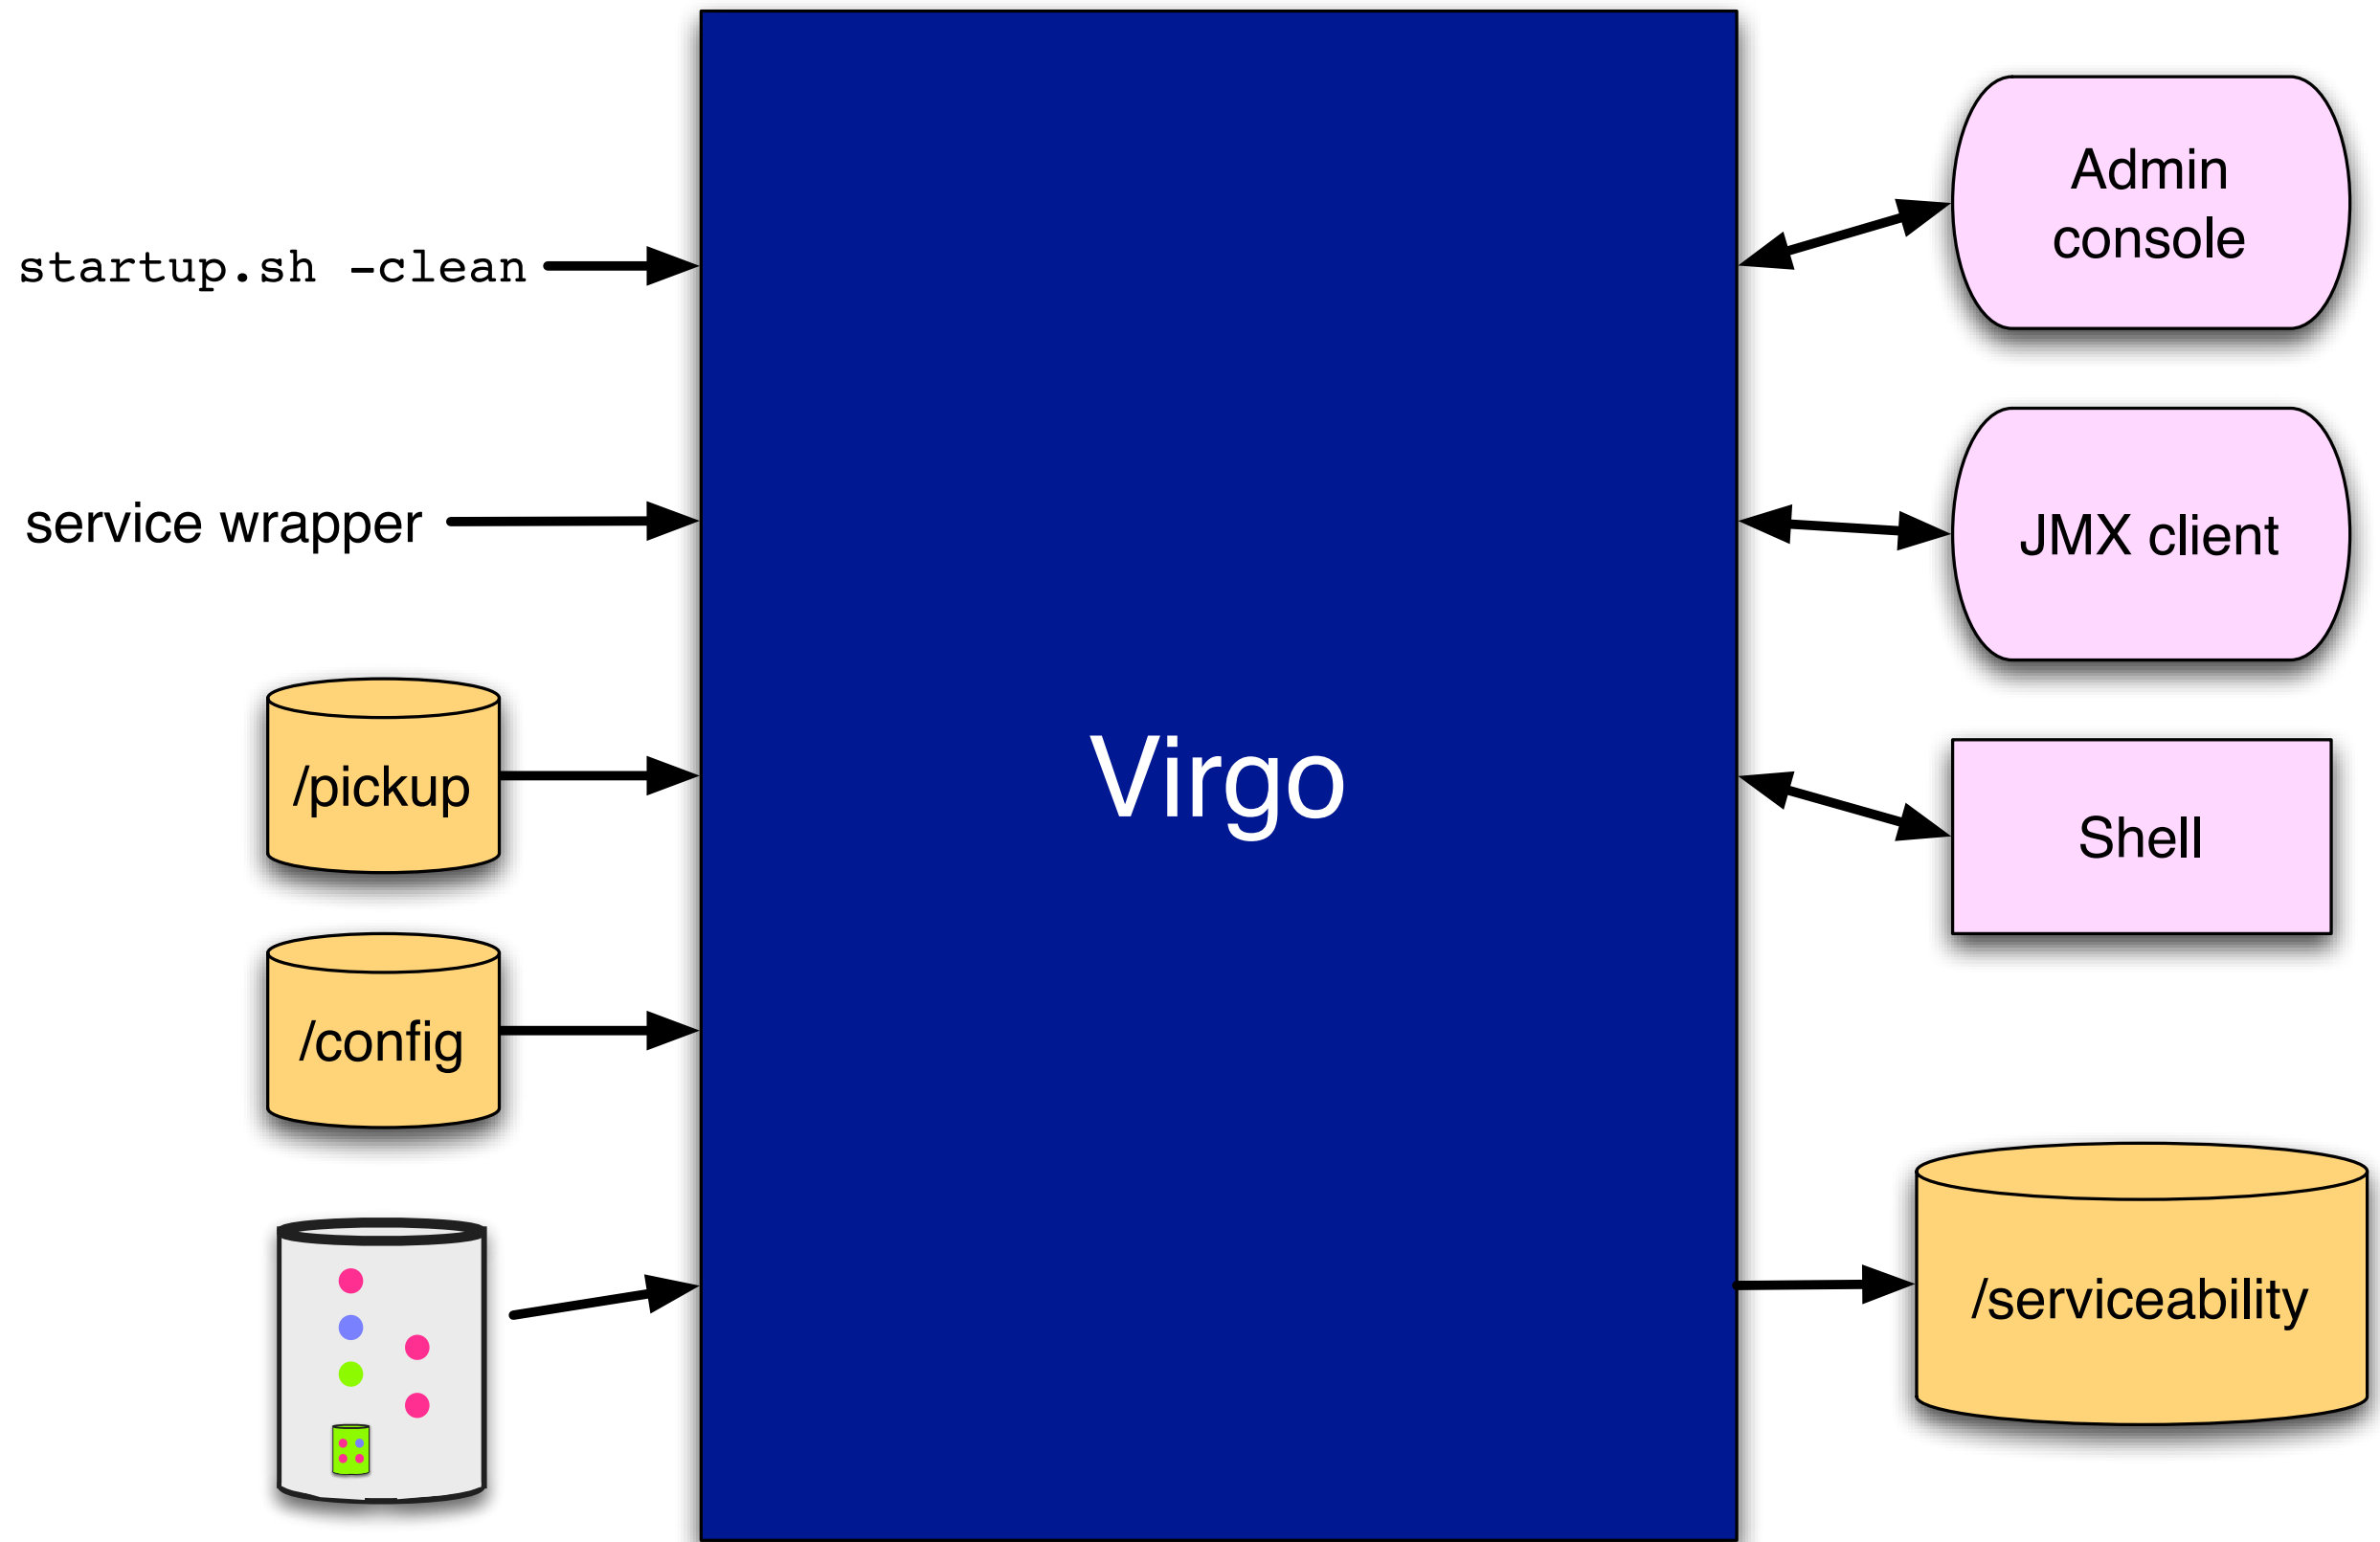 startup.sh -clean
service wrapper
/pickup
/config
Virgo
Admin
console
JMX client
Shell
/serviceability